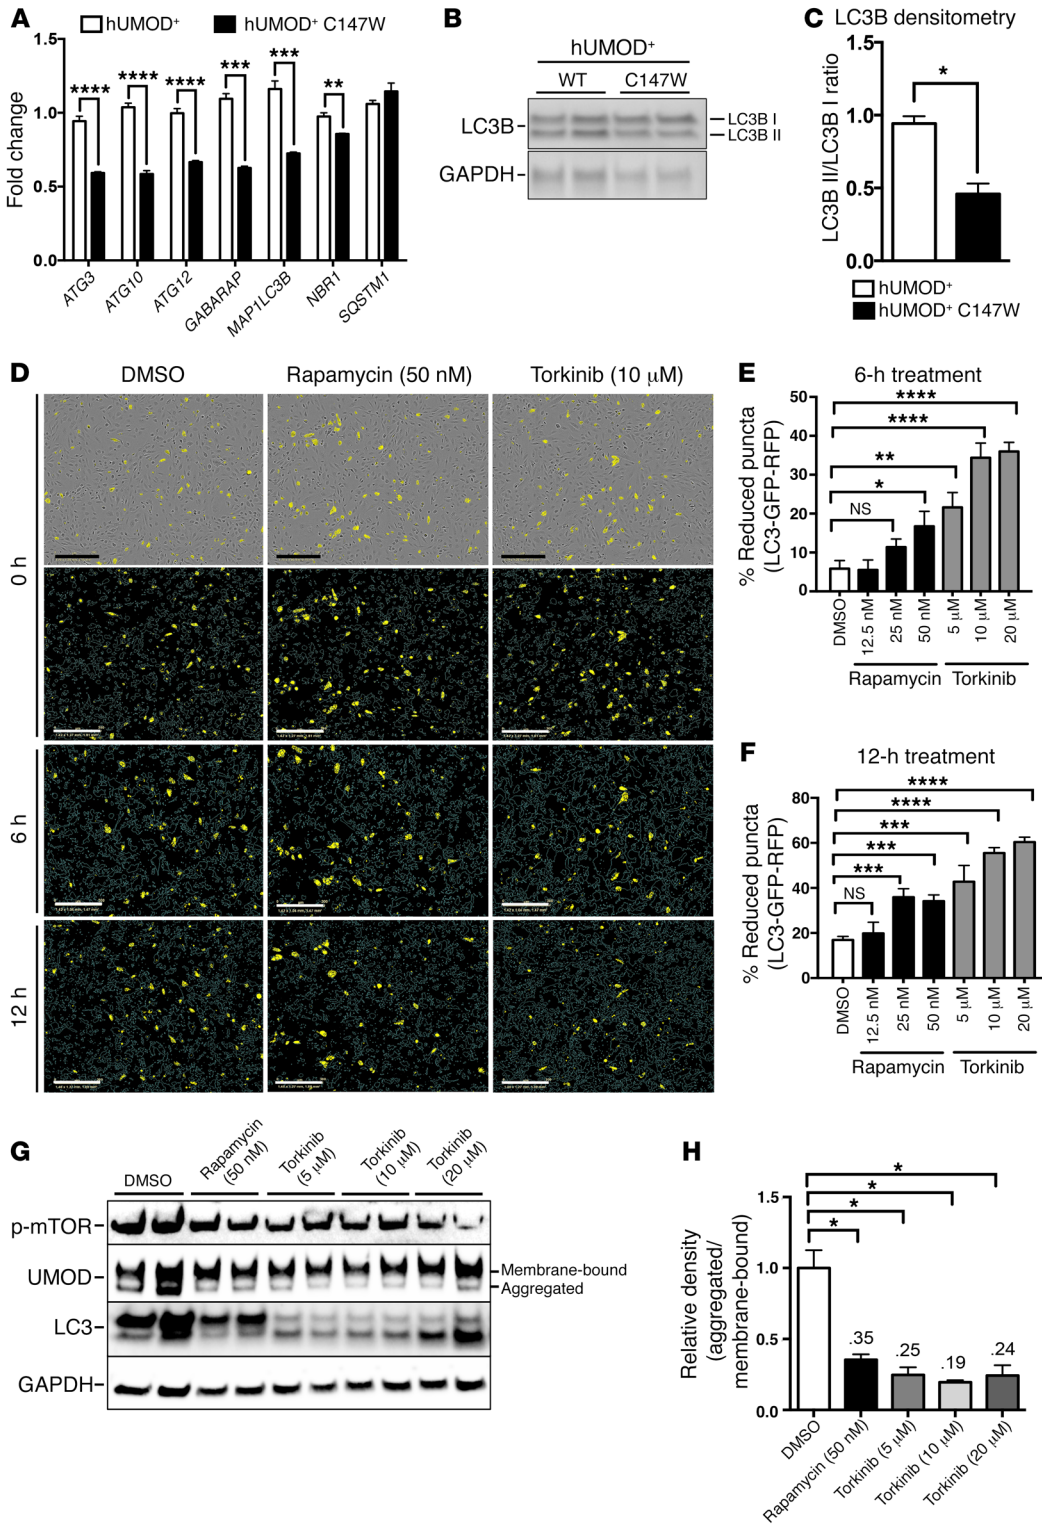 A
hUMOD+ hUMOD+ C147W
Fold change
1.5
1.0
0.5
0.0
**** **** **** *** *** **
ATG3 ATG10 ATG12 GABARAP MAP1LC3B NBR1 SQSTM1
B
hUMOD+
WT C147W
LC3B
LC3B I
LC3B II
GAPDH
C LC3B densitometry
LC3B II/LC3B I ratio
1.5
1.0
0.5
0.0
*
hUMOD+
hUMOD+ C147W
D
DMSO Rapamycin (50 nM) Torkinib (10 μM)
0 h
6 h
12 h
E
6-h treatment
% Reduced puncta
(LC3-GFP-RFP)
50
40
30
20
10
0
****
****
**
*
NS
DMSO 12.5 nM 25 nM 50 nM 5 μM 10 μM 20 μM
Rapamycin Torkinib
F
12-h treatment
% Reduced puncta
(LC3-GFP-RFP)
80
60
40
20
0
****
****
***
***
***
NS
DMSO 12.5 nM 25 nM 50 nM 5 μM 10 μM 20 μM
Rapamycin Torkinib
G
DMSO Rapamycin (50 nM) Torkinib (5 μM) Torkinib (10 μM) Torkinib (20 μM)
p-mTOR
UMOD
Membrane-bound
Aggregated
LC3
GAPDH
H
Relative density
(aggregated/
membrane-bound)
1.5
1.0
0.5
0.0
*
*
*
*
.35 .25 .19 .24
DMSO Rapamycin (50 nM) Torkinib (5 μM) Torkinib (10 μM) Torkinib (20 μM)